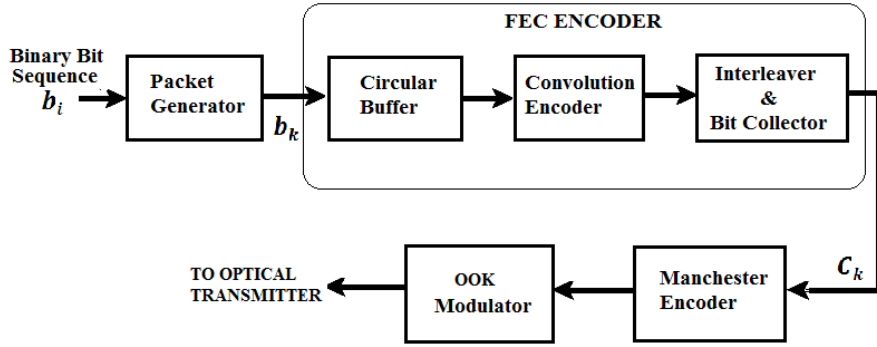 FEC ENCODER
Binary Bit
Sequence
b_i
Packet
Generator
b_k
Circular
Buffer
Convolution
Encoder
Interleaver
&
Bit Collector
C_k
Manchester
Encoder
OOK
Modulator
TO OPTICAL
TRANSMITTER